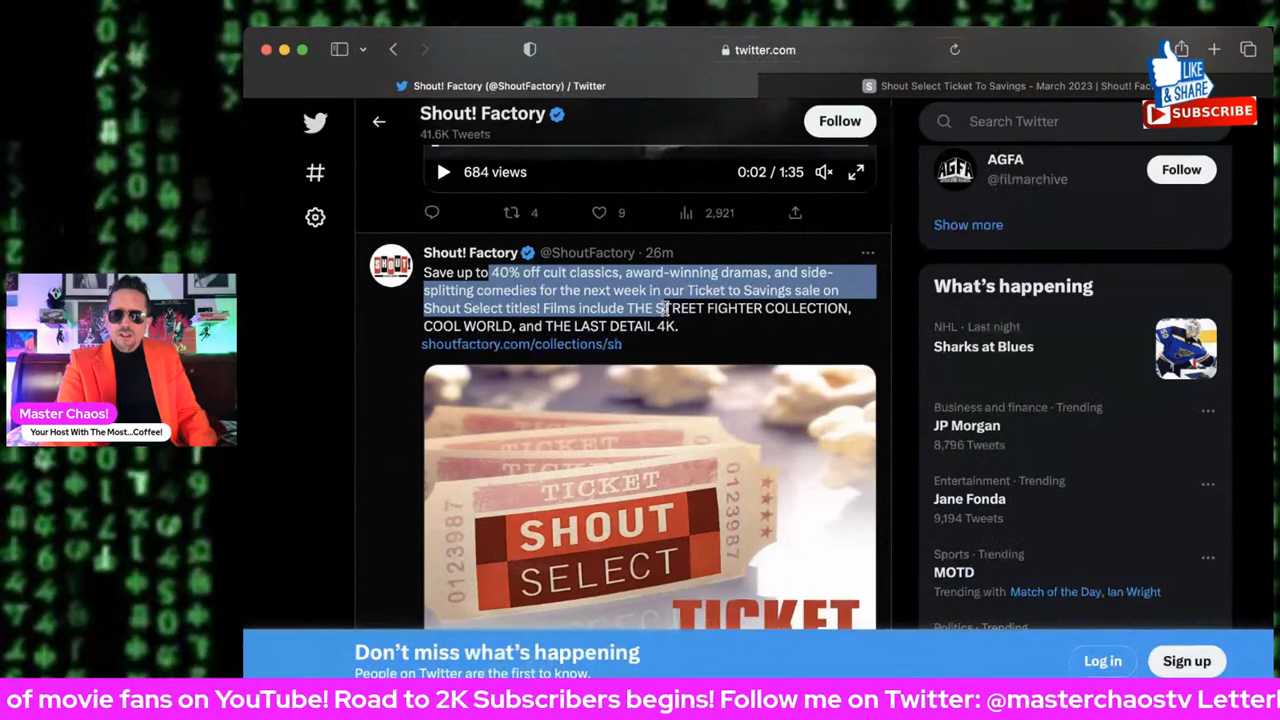 twitter.com
Shout! Factory (@ShoutFactory) / Twitter
Shout Select Ticket To Savings - March 2023 | Shout! Fac
LIKE
& SHARE
SUBSCRIBE
Shout! Factory
41.6K Tweets
Follow
Search Twitter
684 views
0:02 / 1:35
4
9
2,921
AGFA
AGFA
@filmarchive
Follow
Show more
SHOUT!
Shout! Factory @ShoutFactory · 26m
Save up to 40% off cult classics, award-winning dramas, and side-
splitting comedies for the next week in our Ticket to Savings sale on
Shout Select titles! Films include THE STREET FIGHTER COLLECTION,
COOL WORLD, and THE LAST DETAIL 4K.
shoutfactory.com/collections/sh
TICKET
TICKET
SHOUT
SELECT
0123987
0123987
TICKET
What's happening
NHL · Last night
Sharks at Blues
Business and finance · Trending
JP Morgan
8,796 Tweets
Entertainment · Trending
Jane Fonda
9,194 Tweets
Sports · Trending
MOTD
Trending with Match of the Day, Ian Wright
Politics · Trending
Master Chaos!
Your Host With The Most...Coffee!
Don't miss what's happening
People on Twitter are the first to know.
Log in
Sign up
of movie fans on YouTube! Road to 2K Subscribers begins! Follow me on Twitter: @masterchaostv Letter